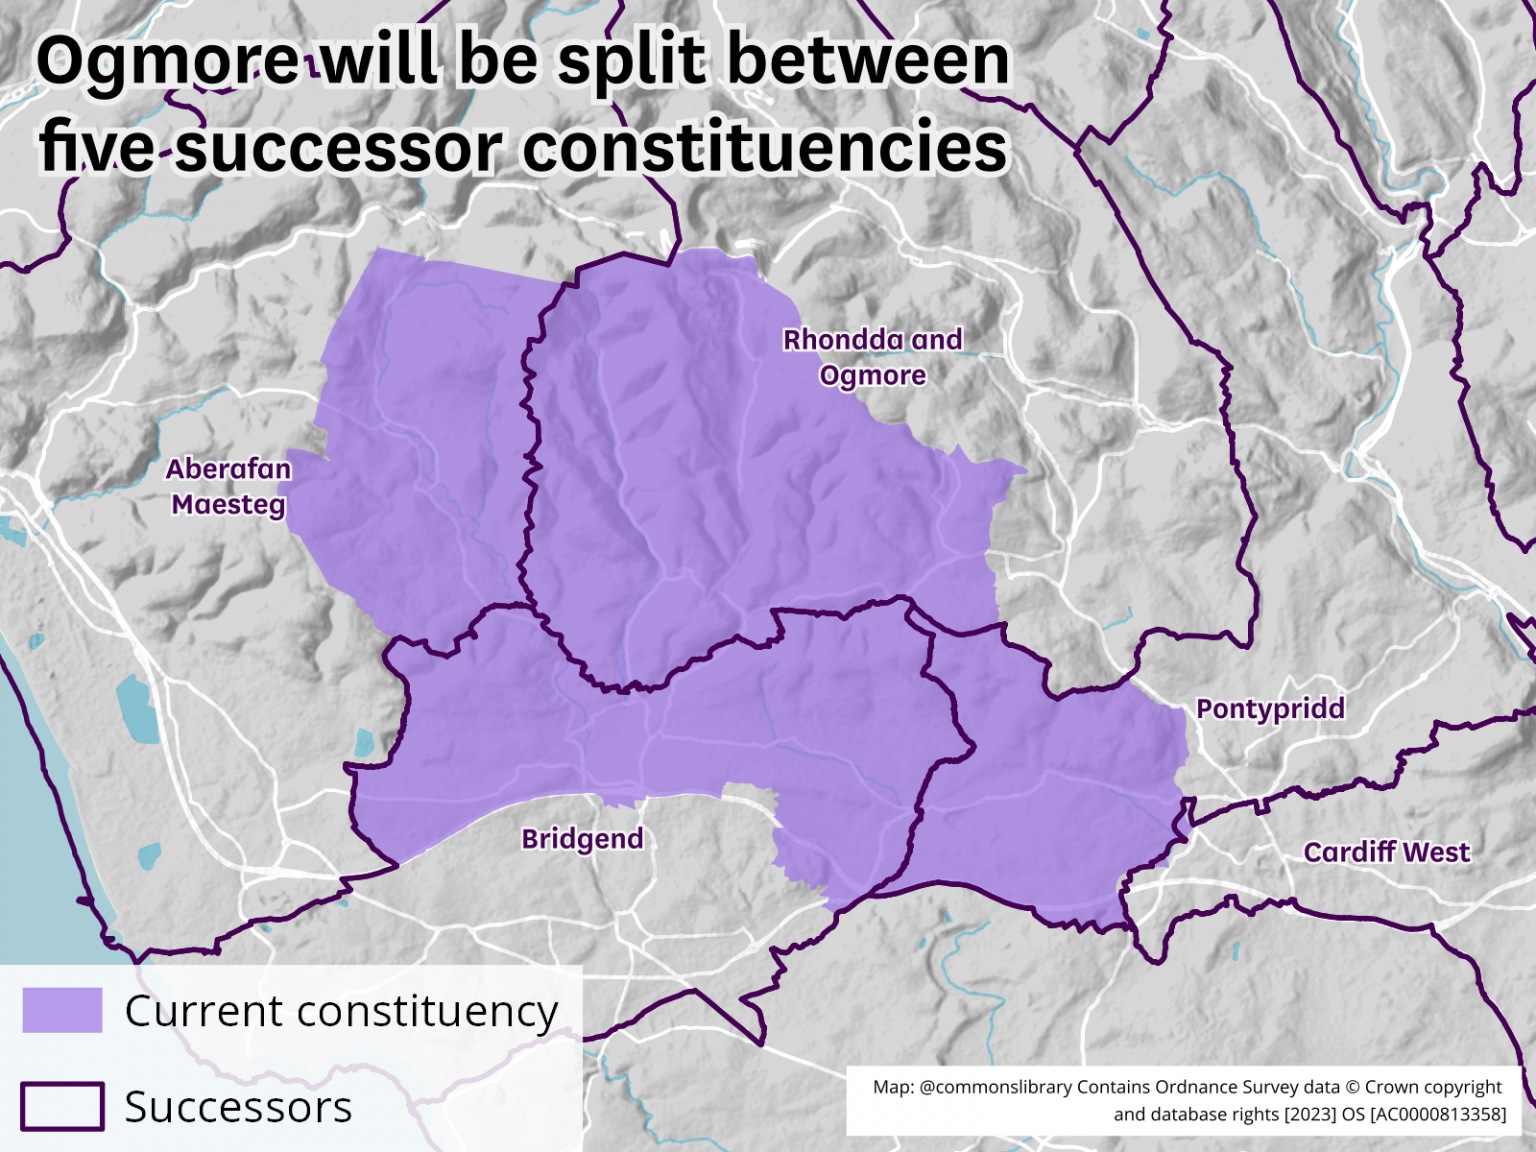 Ogmore will be split between
five successor constituencies
Rhondda and
Ogmore
Aberafan
Maesteg
Pontypridd
Bridgend
Cardiff West
Current constituency
Successors
Map: @commonslibrary Contains Ordnance Survey data © Crown copyright
and database rights [2023] OS [AC0000813358]